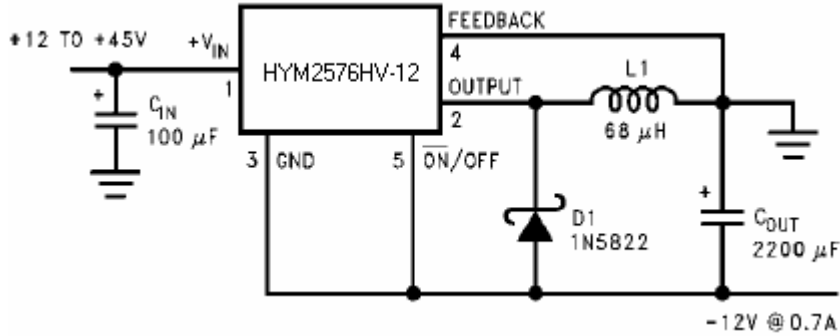 +12 TO +45V
+VIN
1
CIN
100 μF
HYM2576HV-12
FEEDBACK
4
OUTPUT
2
3 GND
5 ON/OFF
L1
68 μH
D1
1N5822
COUT
2200 μF
-12V @ 0.7A
+
+